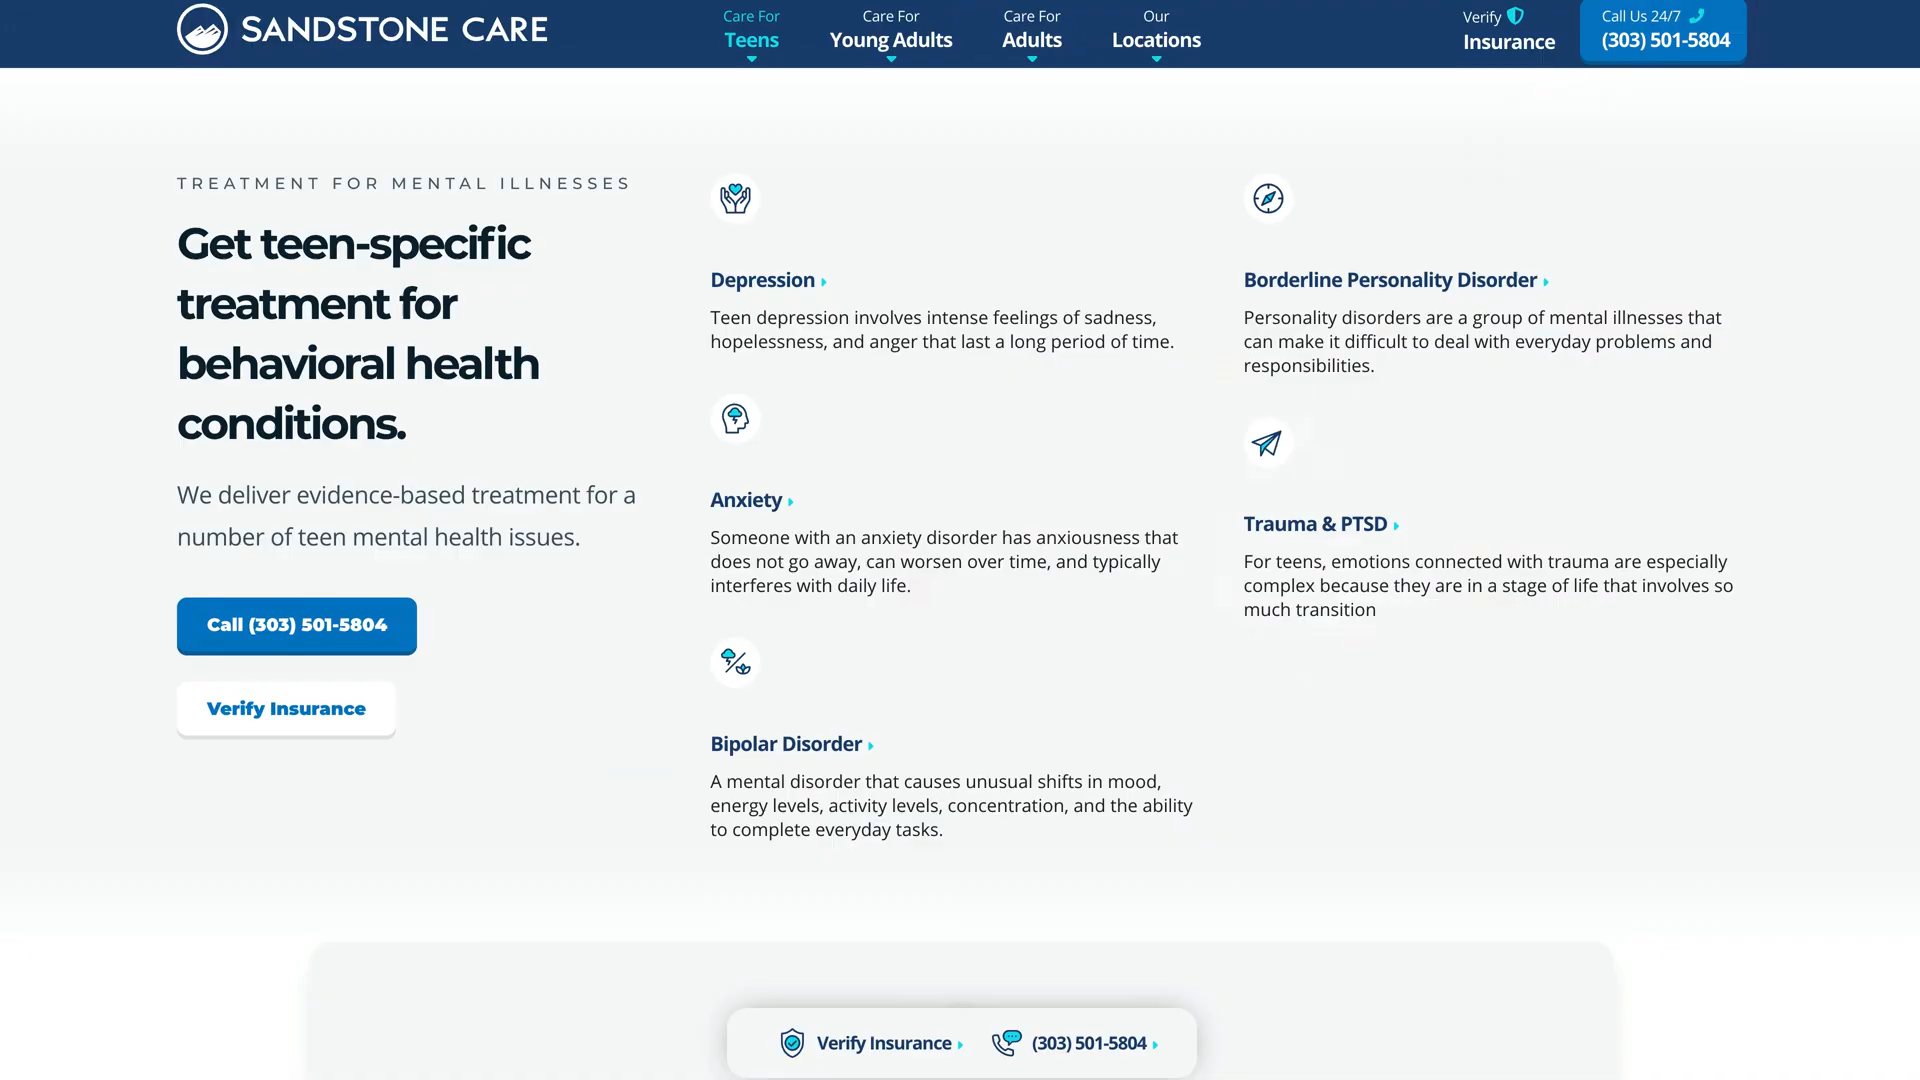 SANDSTONE CARE
Care For
Teens
Care For
Young Adults
Care For
Adults
Our
Locations
Verify
Insurance
Call Us 24/7
(303) 501-5804
TREATMENT FOR MENTAL ILLNESSES
Get teen-specific
treatment for
behavioral health
conditions.
We deliver evidence-based treatment for a
number of teen mental health issues.
Call (303) 501-5804
Verify Insurance
Depression
Teen depression involves intense feelings of sadness,
hopelessness, and anger that last a long period of time.
Anxiety
Someone with an anxiety disorder has anxiousness that
does not go away, can worsen over time, and typically
interferes with daily life.
Bipolar Disorder
A mental disorder that causes unusual shifts in mood,
energy levels, activity levels, concentration, and the ability
to complete everyday tasks.
Borderline Personality Disorder
Personality disorders are a group of mental illnesses that
can make it difficult to deal with everyday problems and
responsibilities.
Trauma & PTSD
For teens, emotions connected with trauma are especially
complex because they are in a stage of life that involves so
much transition
Verify Insurance
(303) 501-5804